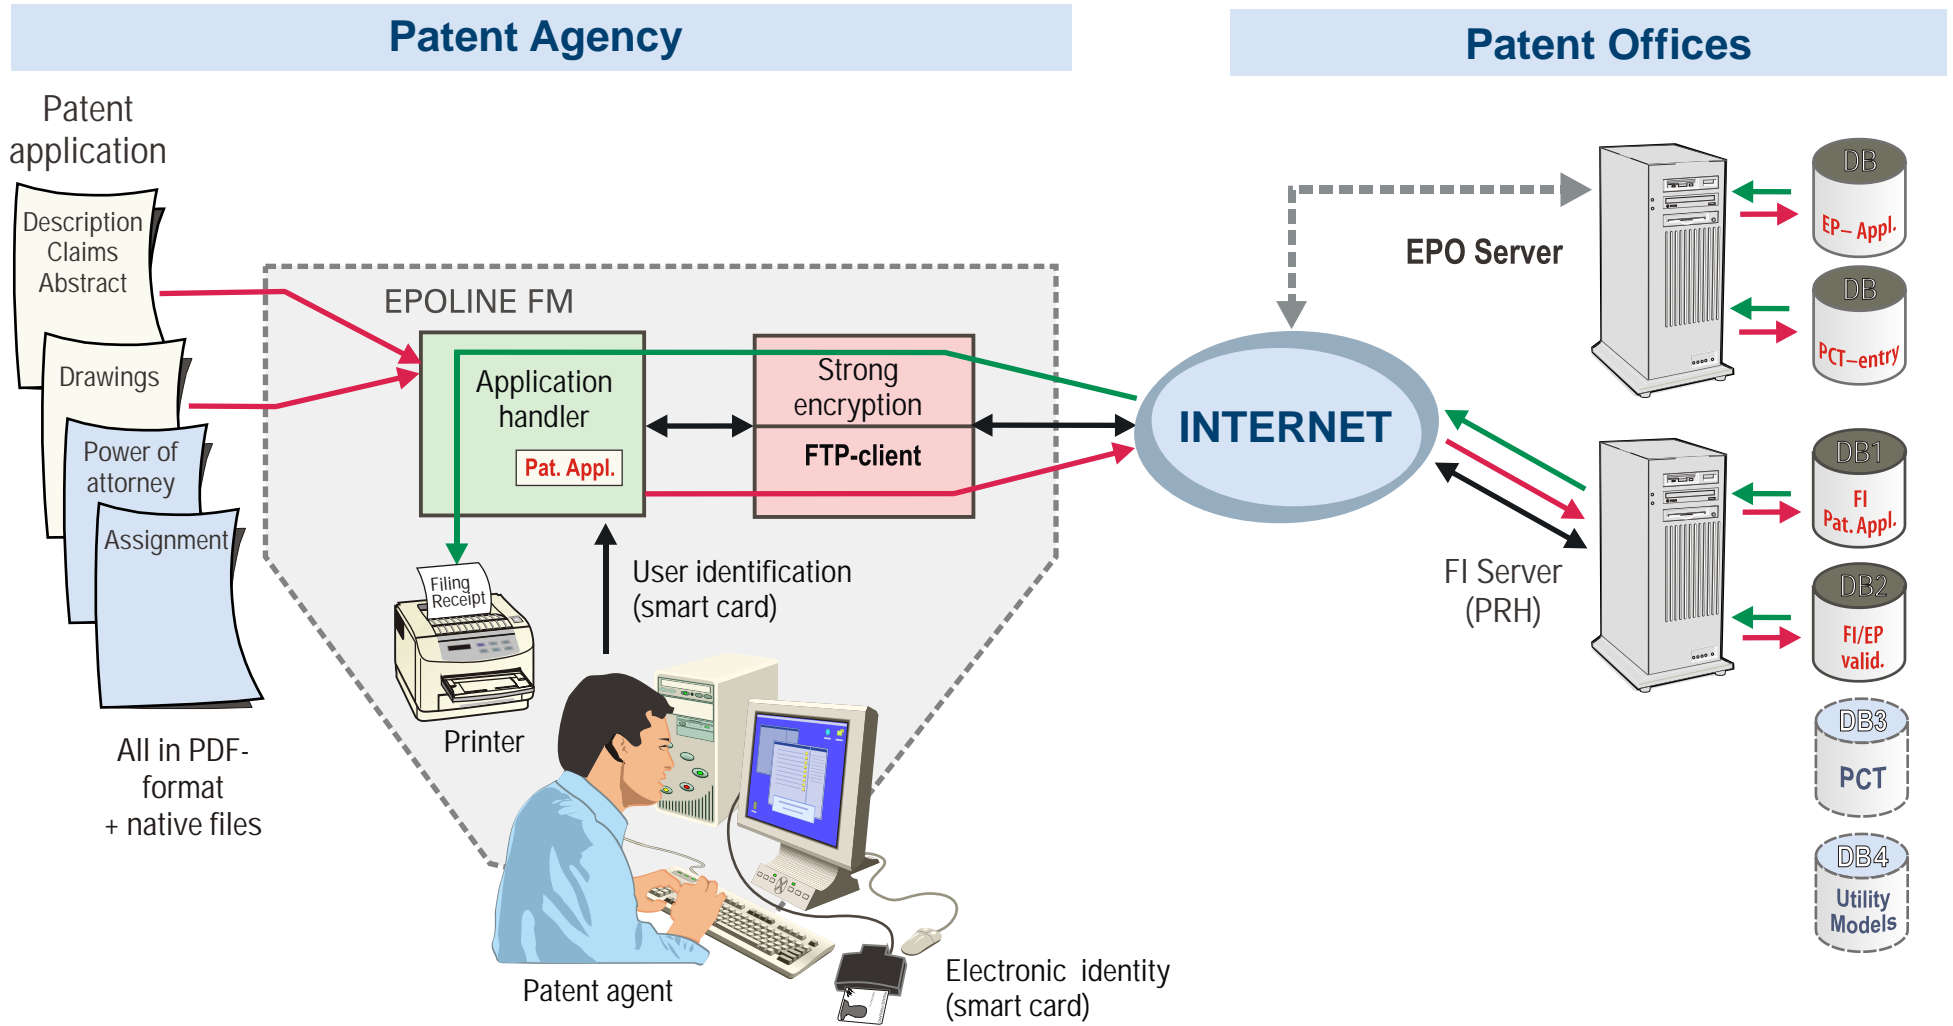 Patent Agency
Patent Offices
Patent
application
Description
Claims
Abstract
Drawings
Power of
attorney
Assignment
All in PDF-
format
+ native files
EPOLINE FM
Application
handler
Pat. Appl.
Strong
encryption
FTP-client
User identification
(smart card)
Filing
Receipt
Printer
Patent agent
Electronic identity
(smart card)
INTERNET
EPO Server
FI Server
(PRH)
DB
EP– Appl.
DB
PCT–entry
DB1
FI
Pat. Appl.
DB2
FI/EP
valid.
DB3
PCT
DB4
Utility
Models